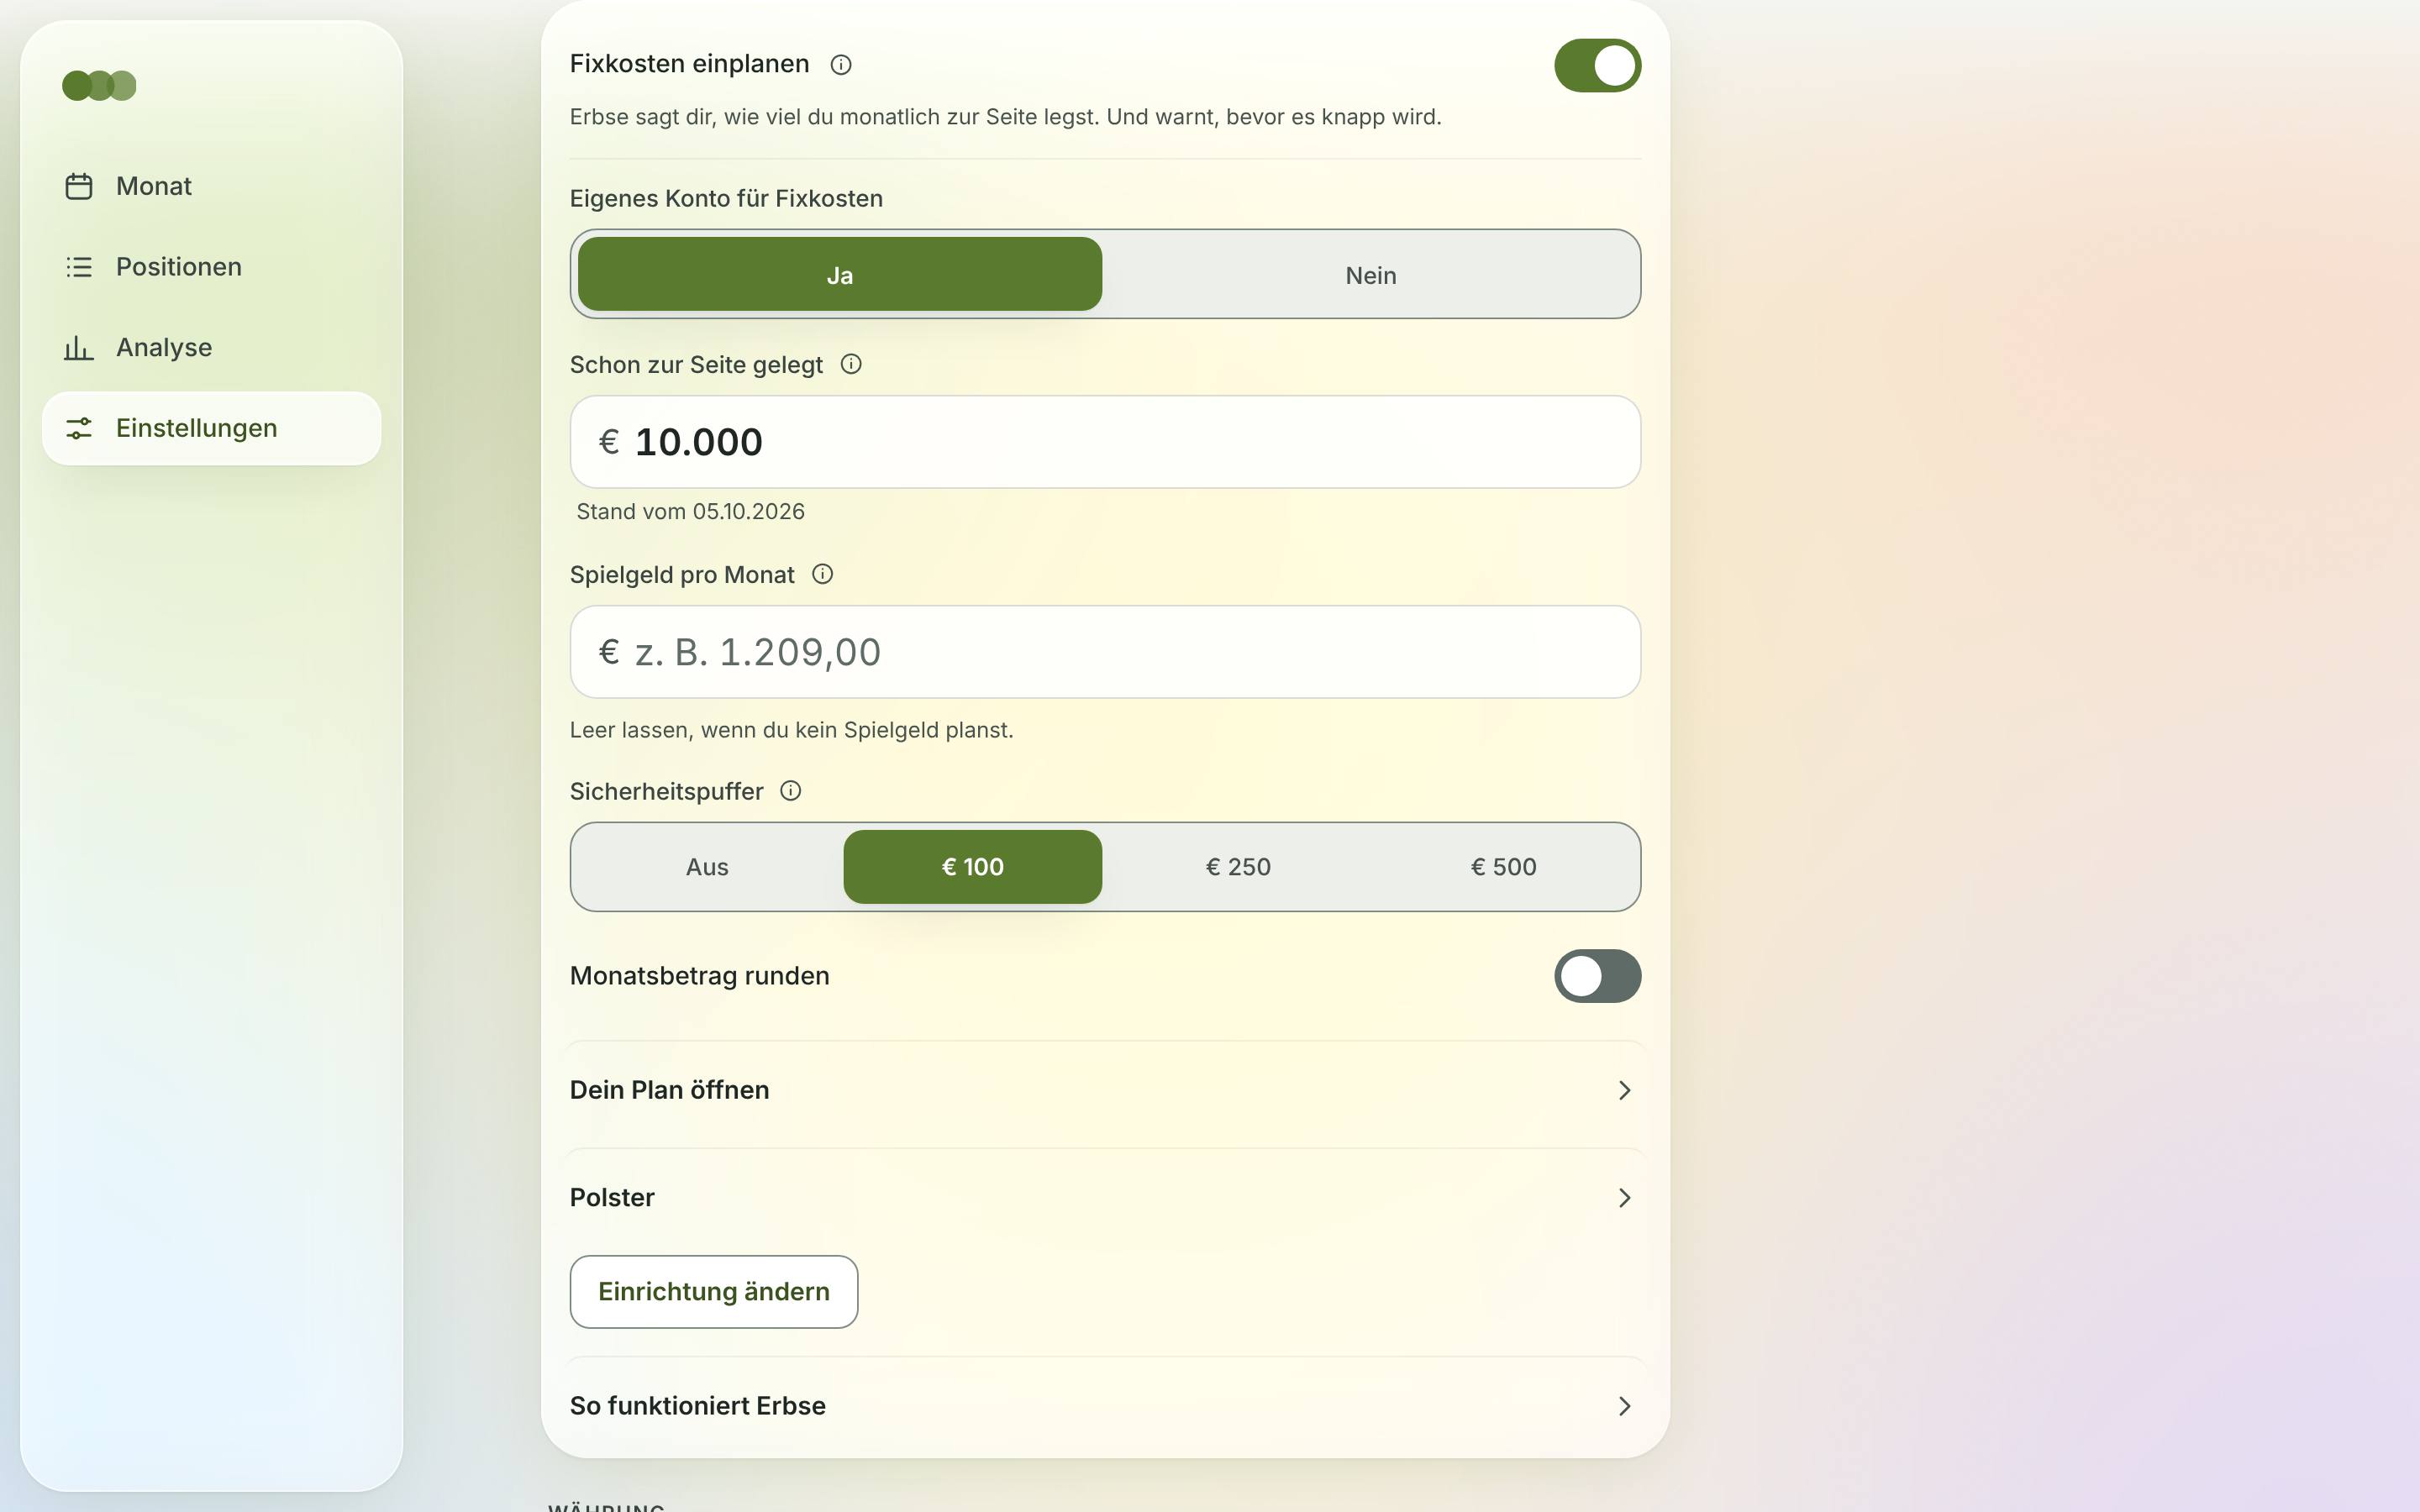 Monat
Positionen
Analyse
Einstellungen
Fixkosten einplanen
Erbse sagt dir, wie viel du monatlich zur Seite legst. Und warnt, bevor es knapp wird.
Eigenes Konto für Fixkosten
Ja Nein
Schon zur Seite gelegt
€ 10.000
Stand vom 05.10.2026
Spielgeld pro Monat
€ z. B. 1.209,00
Leer lassen, wenn du kein Spielgeld planst.
Sicherheitspuffer
Aus € 100 € 250 € 500
Monatsbetrag runden
Dein Plan öffnen
Polster
Einrichtung ändern
So funktioniert Erbse
WÄHRUNG